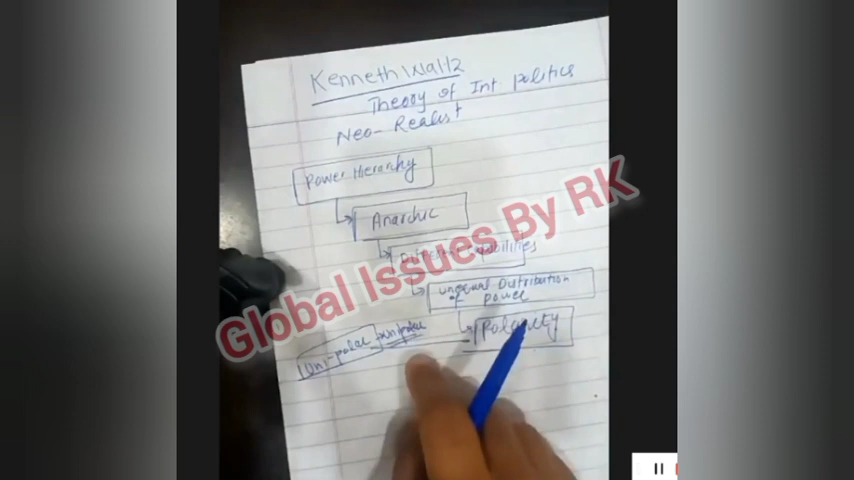 Kenneth Waltz
Theory of Int. politics
Neo-Realist
Power Hierarchy
Anarchic
Different Capabilities
unequal Distribution
of power
Polarity
Uni-polar
Global Issues By RK